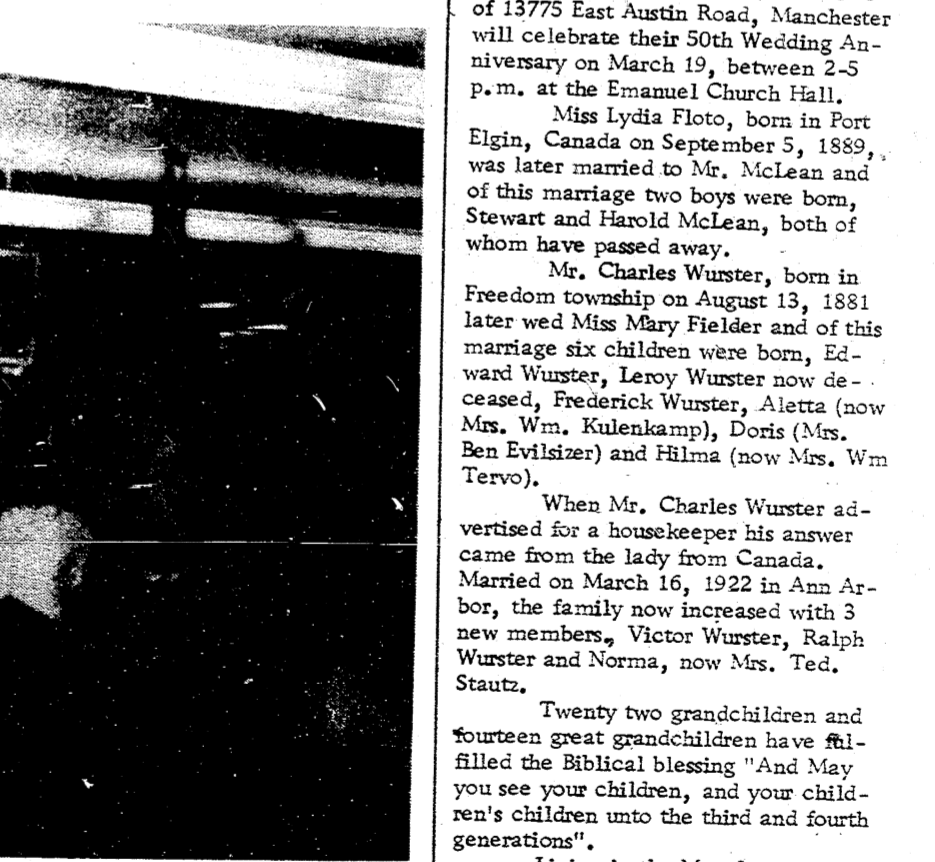 of 13775 East Austin Road, Manchester
will celebrate their 50th Wedding An-
niversary on March 19, between 2-5
p.m. at the Emanuel Church Hall.
Miss Lydia Floto, born in Port
Elgin, Canada on September 5, 1889,
was later married to Mr. McLean and
of this marriage two boys were born,
Stewart and Harold McLean, both of
whom have passed away.
Mr. Charles Wurster, born in
Freedom township on August 13, 1881
later wed Miss Mary Fielder and of this
marriage six children were born, Ed-
ward Wurster, Leroy Wurster now de-
ceased, Frederick Wurster, Aletta (now
Mrs. Wm. Kulenkamp), Doris (Mrs.
Ben Evilsizer) and Hilma (now Mrs. Wm
Tervo).
When Mr. Charles Wurster ad-
vertised for a housekeeper his answer
came from the lady from Canada.
Married on March 16, 1922 in Ann Ar-
bor, the family now increased with 3
new members, Victor Wurster, Ralph
Wurster and Norma, now Mrs. Ted.
Stautz.
Twenty two grandchildren and
fourteen great grandchildren have ful-
filled the Biblical blessing "And May
you see your children, and your child-
ren's children unto the third and fourth
generations".